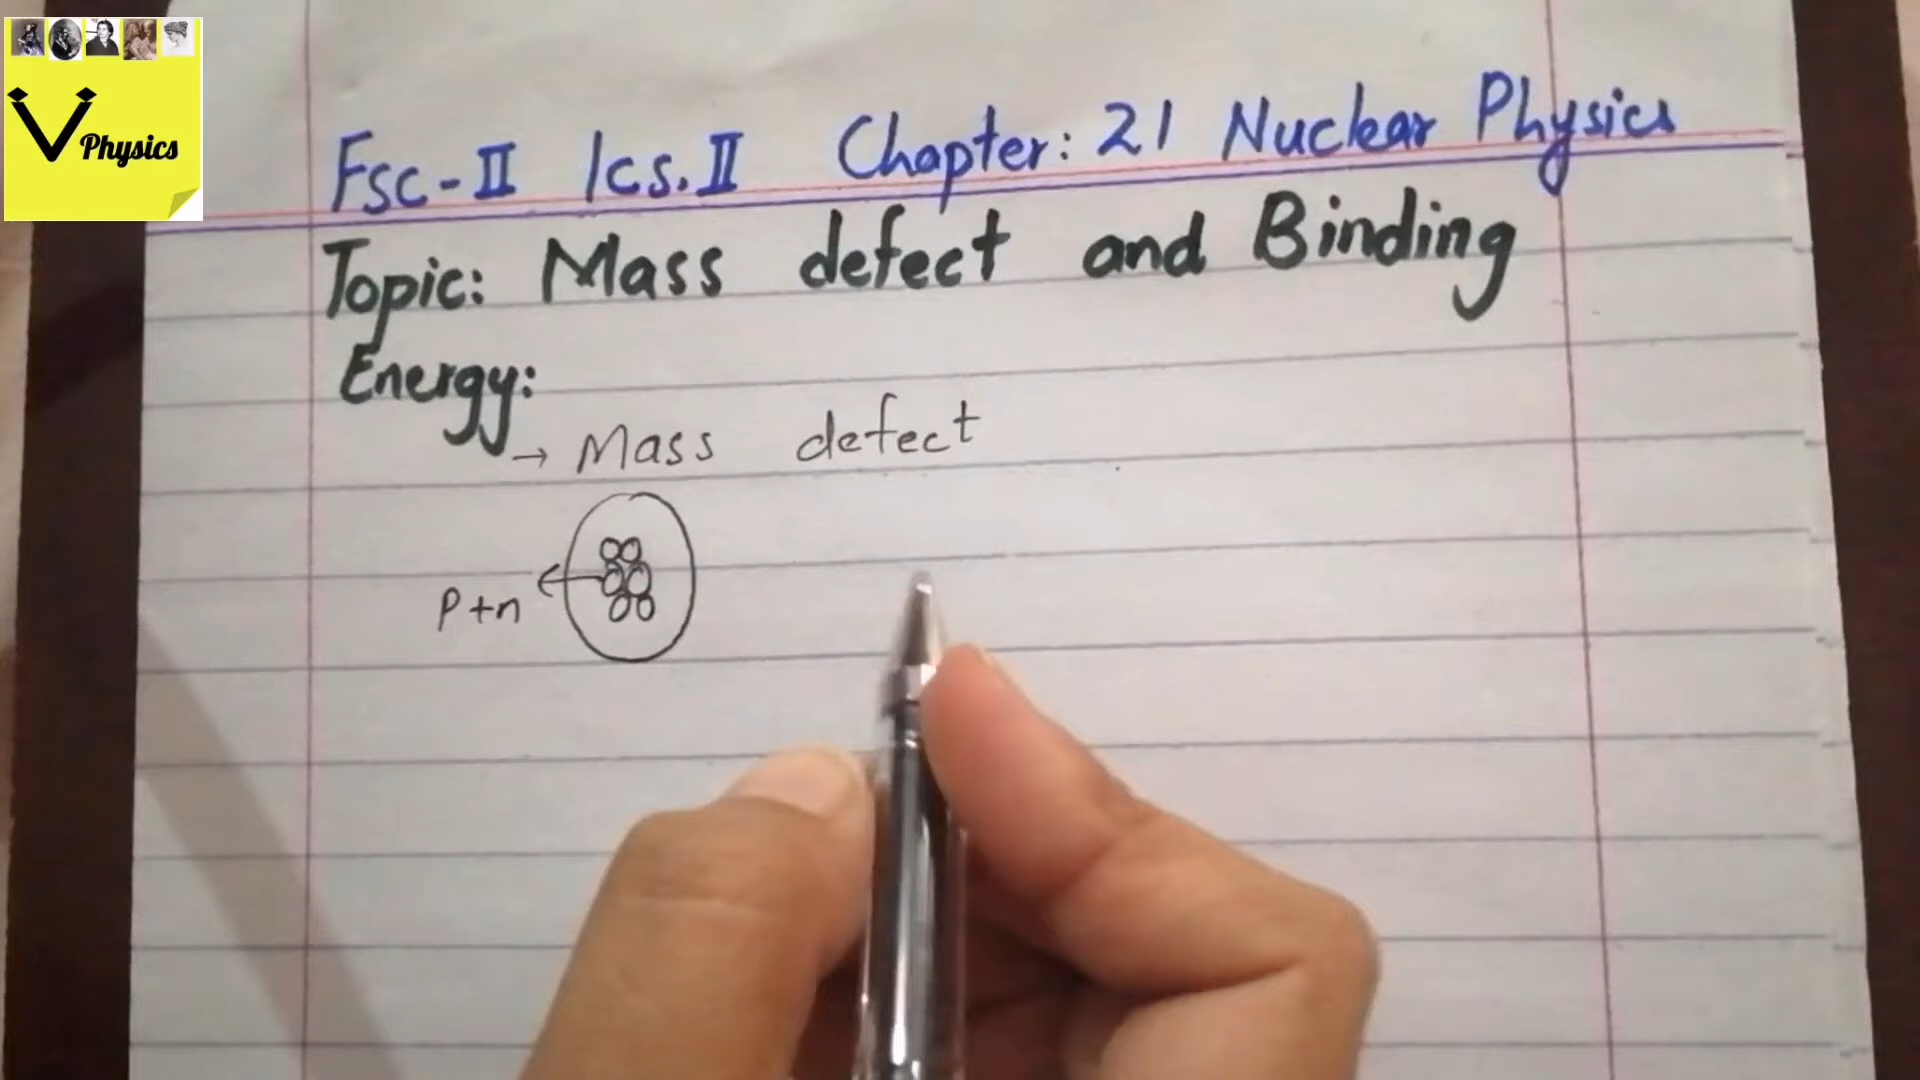 V Physics
Fsc-II Ics.II Chapter: 21 Nuclear Physics
Topic: Mass defect and Binding
Energy:
→ Mass defect
P+n